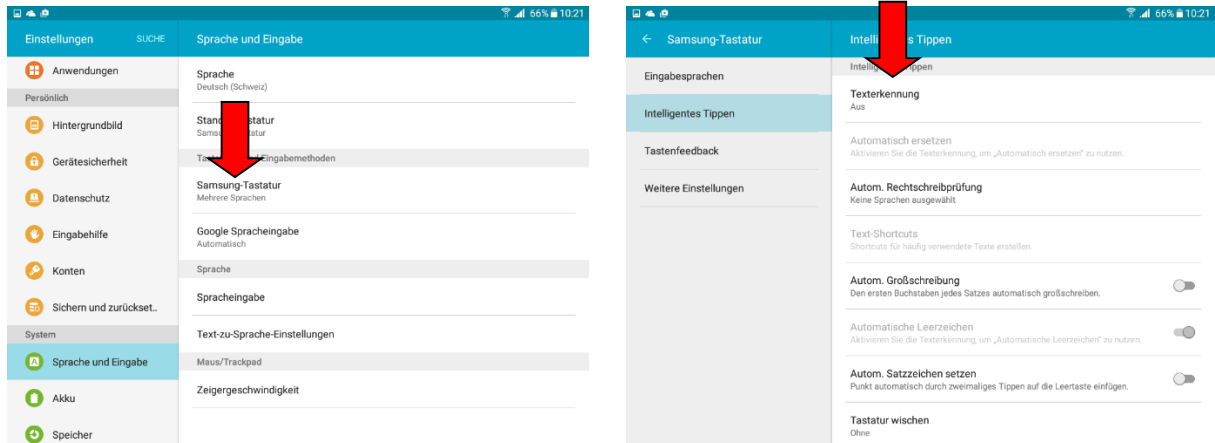 66% 10:21
Einstellungen SUCHE
Anwendungen
Persönlich
Hintergrundbild
Gerätesicherheit
Datenschutz
Eingabehilfe
Konten
Sichern und zurückset..
System
Sprache und Eingabe
Akku
Speicher
Sprache und Eingabe
Sprache
Deutsch (Schweiz)
Samsung-Tastatur
Mehrere Sprachen
Google Spracheingabe
Automatisch
Sprache
Spracheingabe
Text-zu-Sprache-Einstellungen
Maus/Trackpad
Zeigergeschwindigkeit
66% 10:21
Samsung-Tastatur
Eingabesprachen
Intelligentes Tippen
Tastenfeedback
Weitere Einstellungen
Tippen
Texterkennung
Aus
Automatisch ersetzen
Aktivieren Sie die Texterkennung, um „Automatisch ersetzen" zu nutzen.
Autom. Rechtschreibprüfung
Keine Sprachen ausgewählt
Text-Shortcuts
Shortcuts für häufig verwendete Texte erstellen.
Autom. Großschreibung
Den ersten Buchstaben jedes Satzes automatisch großschreiben.
Automatische Leerzeichen
Aktivieren Sie die Texterkennung, um „Automatische Leerzeichen" zu nutzen.
Autom. Satzzeichen setzen
Punkt automatisch durch zweimaliges Tippen auf die Leertaste einfügen.
Tastatur wischen
Ohne